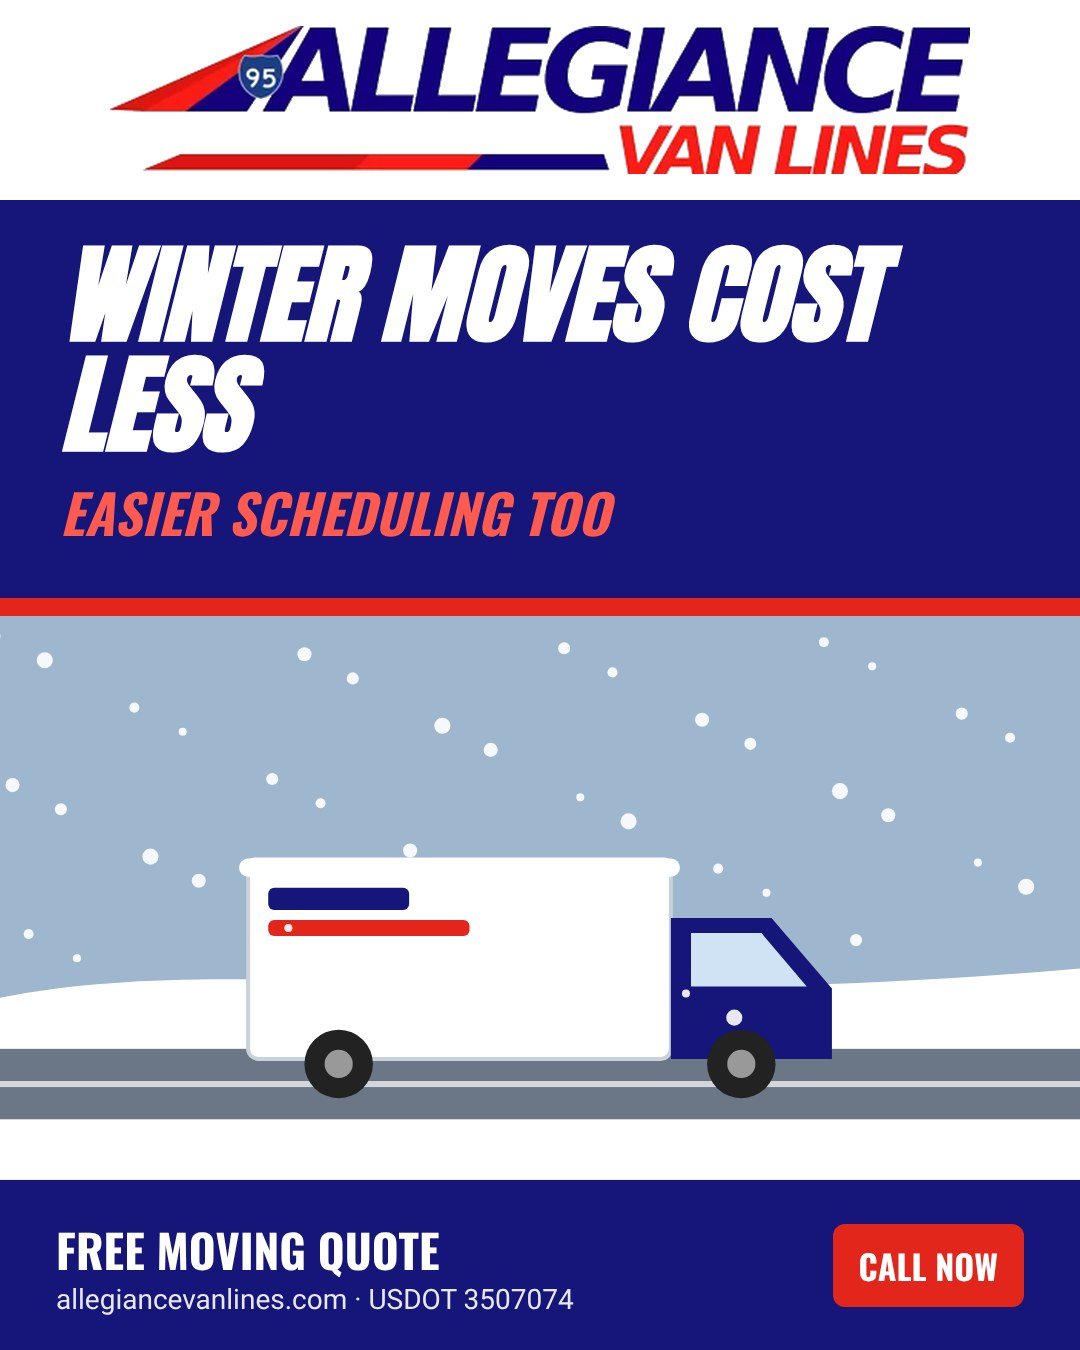 95
ALLEGIANCE
VAN LINES
WINTER MOVES COST
LESS
EASIER SCHEDULING TOO
FREE MOVING QUOTE
allegiancevanlines.com · USDOT 3507074
CALL NOW